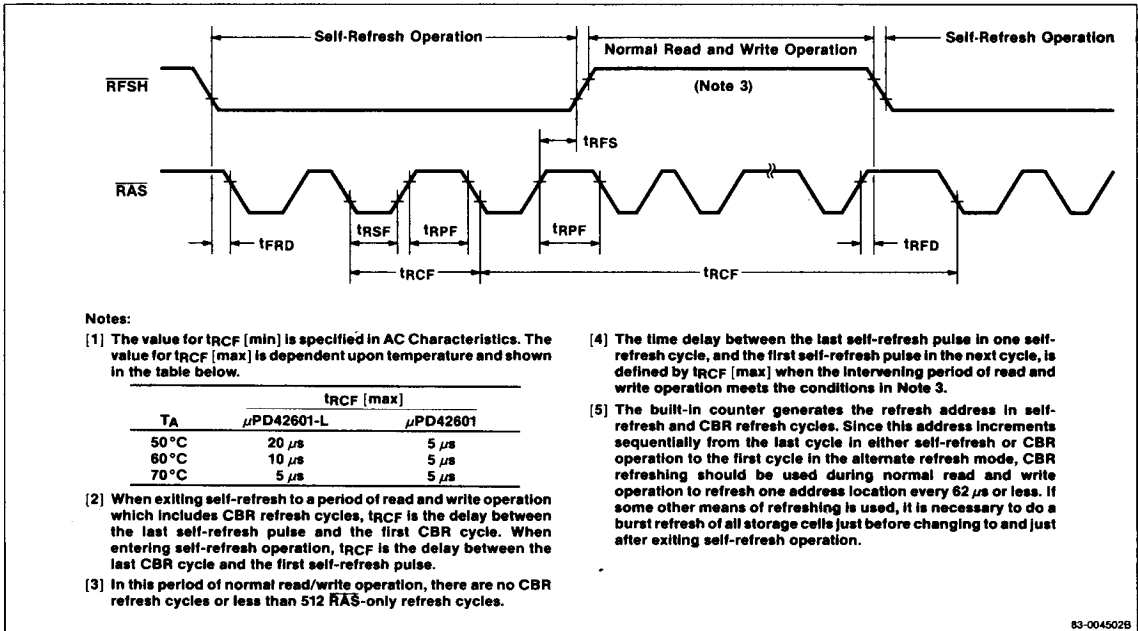 Self-Refresh Operation
Normal Read and Write Operation
Self-Refresh Operation
RFSH
(Note 3)
tRFS
RAS
tFRD
tRSF
tRPF
tRPF
tRFD
tRCF
tRCF
Notes:
[1] The value for tRCF [min] is specified in AC Characteristics. The
value for tRCF [max] is dependent upon temperature and shown
in the table below.
tRCF [max]
TA μPD42601-L μPD42601
50°C 20 μs 5 μs
60°C 10 μs 5 μs
70°C 5 μs 5 μs
[2] When exiting self-refresh to a period of read and write operation
which includes CBR refresh cycles, tRCF is the delay between
the last self-refresh pulse and the first CBR cycle. When
entering self-refresh operation, tRCF is the delay between the
last CBR cycle and the first self-refresh pulse.
[3] In this period of normal read/write operation, there are no CBR
refresh cycles or less than 512 RAS-only refresh cycles.
[4] The time delay between the last self-refresh pulse in one self-
refresh cycle, and the first self-refresh pulse in the next cycle, is
defined by tRCF [max] when the intervening period of read and
write operation meets the conditions in Note 3.
[5] The built-in counter generates the refresh address in self-
refresh and CBR refresh cycles. Since this address increments
sequentially from the last cycle in either self-refresh or CBR
operation to the first cycle in the alternate refresh mode, CBR
refreshing should be used during normal read and write
operation to refresh one address location every 62 μs or less. If
some other means of refreshing is used, it is necessary to do a
burst refresh of all storage cells just before changing to and just
after exiting self-refresh operation.
83-004502B